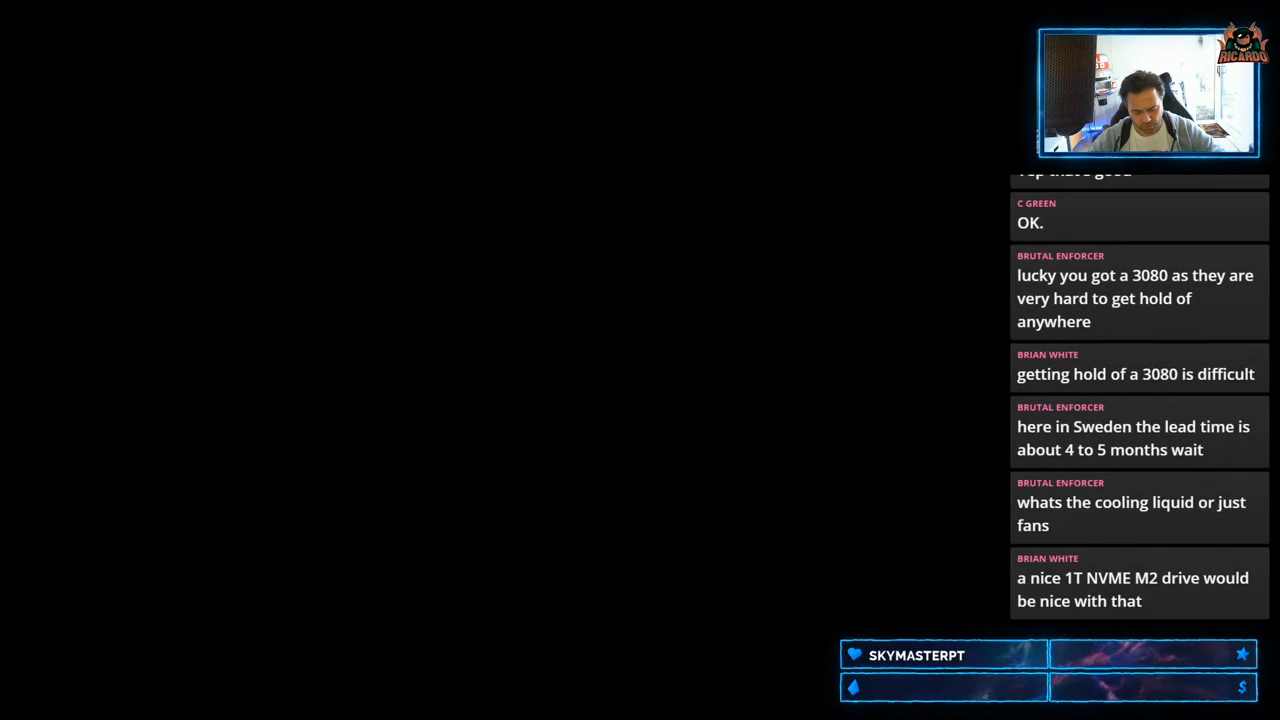 RICARDO
C GREEN
OK.
BRUTAL ENFORCER
lucky you got a 3080 as they are
very hard to get hold of
anywhere
BRIAN WHITE
getting hold of a 3080 is difficult
BRUTAL ENFORCER
here in Sweden the lead time is
about 4 to 5 months wait
BRUTAL ENFORCER
whats the cooling liquid or just
fans
BRIAN WHITE
a nice 1T NVME M2 drive would
be nice with that
SKYMASTERPT
$